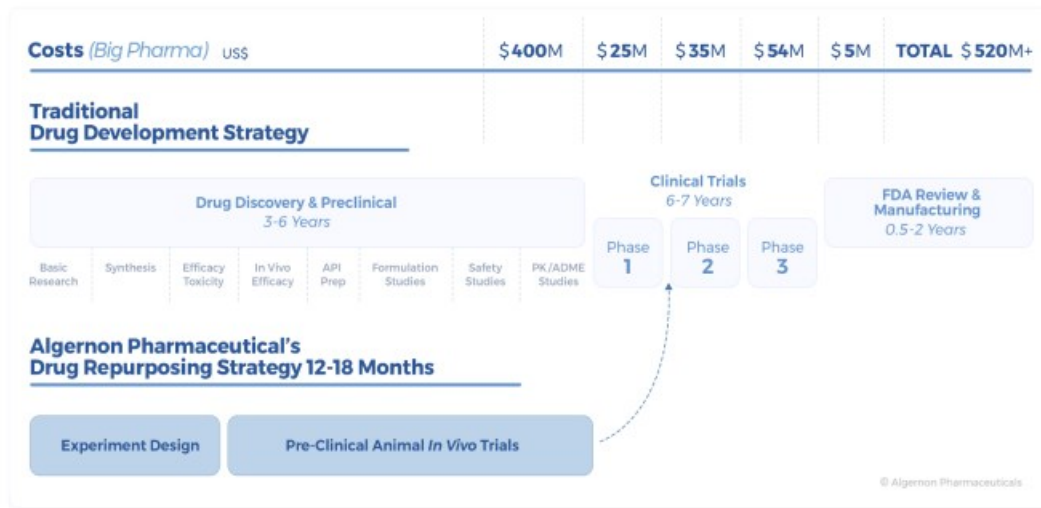 Costs (Big Pharma) US$ $400M $25M $35M $54M $5M TOTAL $520M+
Traditional
Drug Development Strategy
Drug Discovery & Preclinical
3-6 Years
Basic
Research
Synthesis
Efficacy
Toxicity
In Vivo
Efficacy
API
Prep
Formulation
Studies
Safety
Studies
PK/ADME
Studies
Clinical Trials
6-7 Years
Phase
1
Phase
2
Phase
3
FDA Review &
Manufacturing
0.5-2 Years
Algernon Pharmaceutical's
Drug Repurposing Strategy 12-18 Months
Experiment Design
Pre-Clinical Animal In Vivo Trials
© Algernon Pharmaceuticals